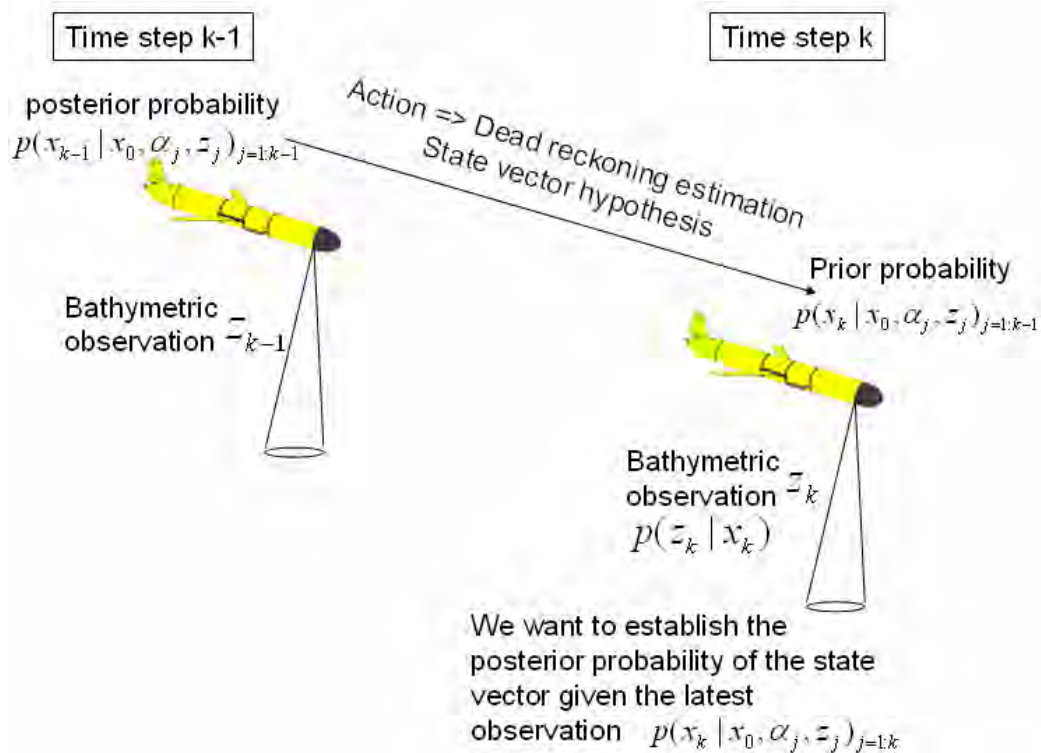 Time step k-1
Time step k
posterior probability
p(x_{k-1} | x_0, α_j, z_j)_{j=1:k-1}
Action => Dead reckoning estimation
State vector hypothesis
Prior probability
p(x_k | x_0, α_j, z_j)_{j=1:k-1}
Bathymetric
observation z_{k-1}
Bathymetric
observation z_k
p(z_k | x_k)
We want to establish the
posterior probability of the state
vector given the latest
observation p(x_k | x_0, α_j, z_j)_{j=1:k}